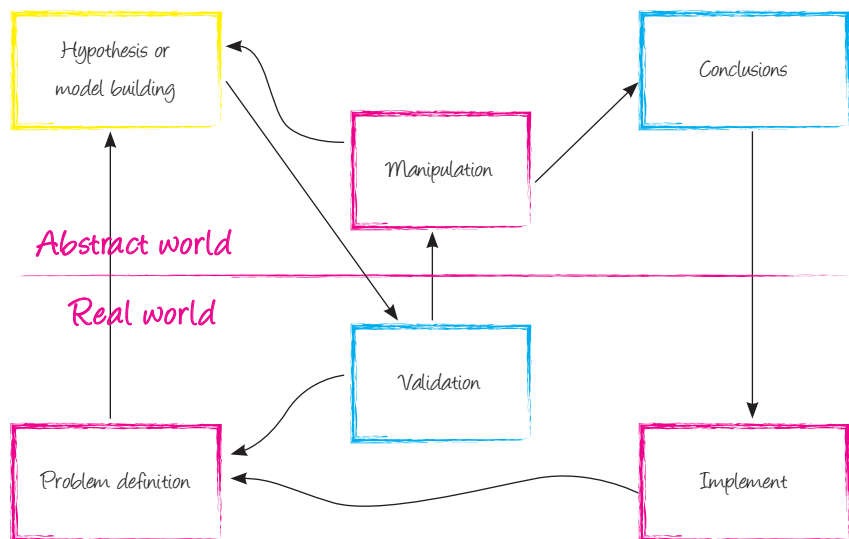 Hypothesis or
model building
Conclusions
Manipulation
Abstract world
Real world
Validation
Problem definition
Implement